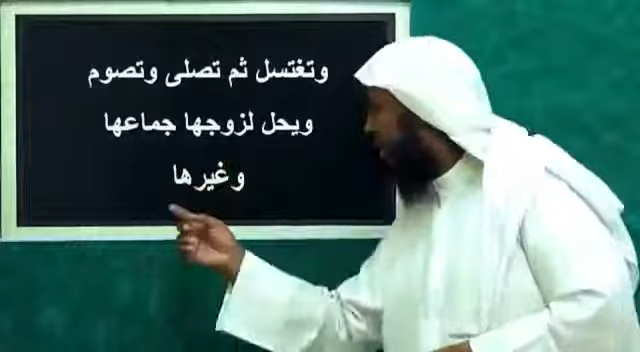 وتغتسل ثم تصلى وتصوم
ويحل لزوجها جماعها
وغيرها